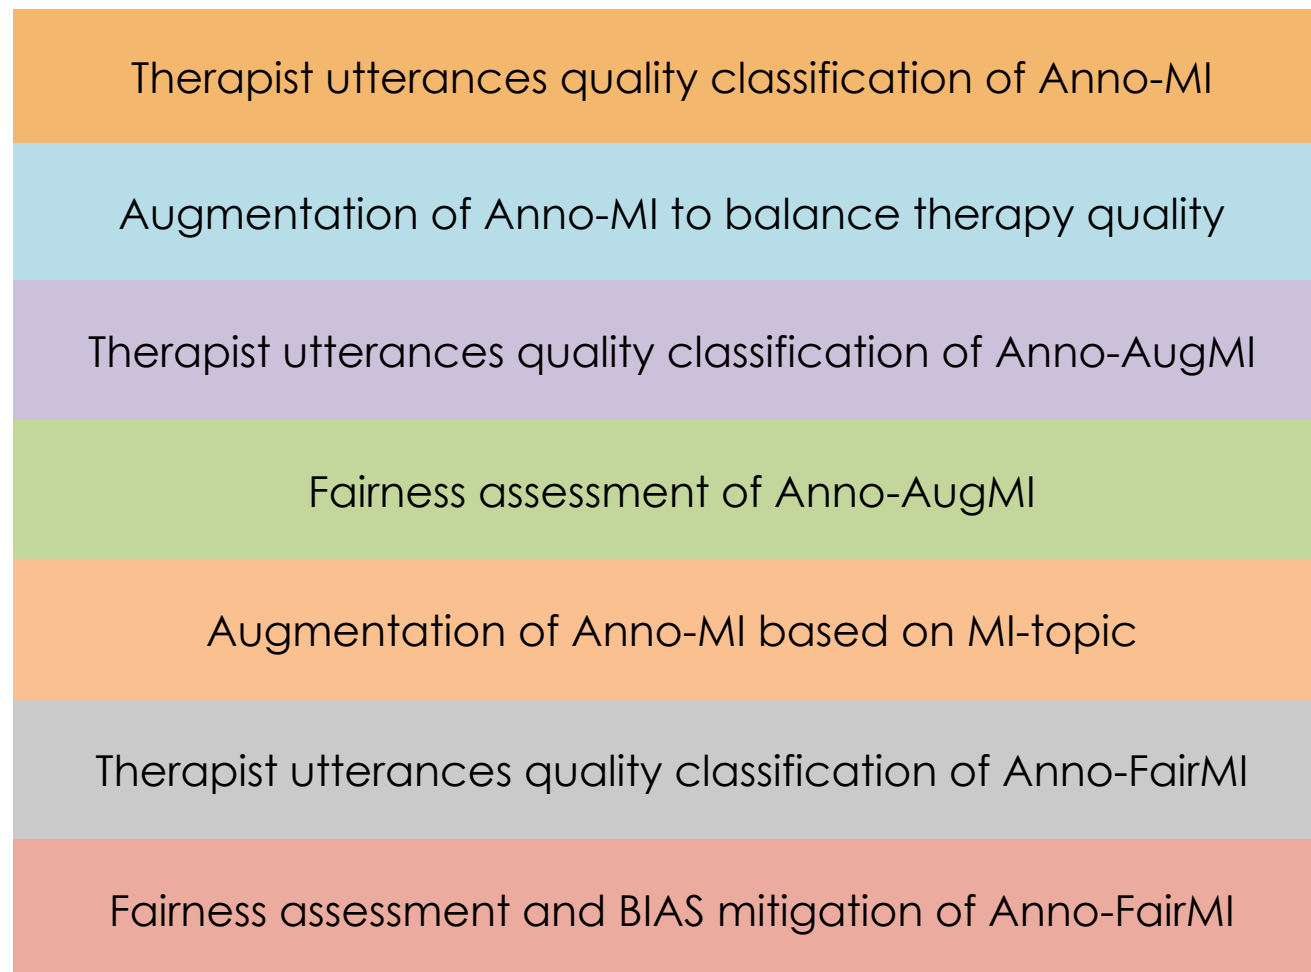 Therapist utterances quality classification of Anno-MI
Augmentation of Anno-MI to balance therapy quality
Therapist utterances quality classification of Anno-AugMI
Fairness assessment of Anno-AugMI
Augmentation of Anno-MI based on MI-topic
Therapist utterances quality classification of Anno-FairMI
Fairness assessment and BIAS mitigation of Anno-FairMI